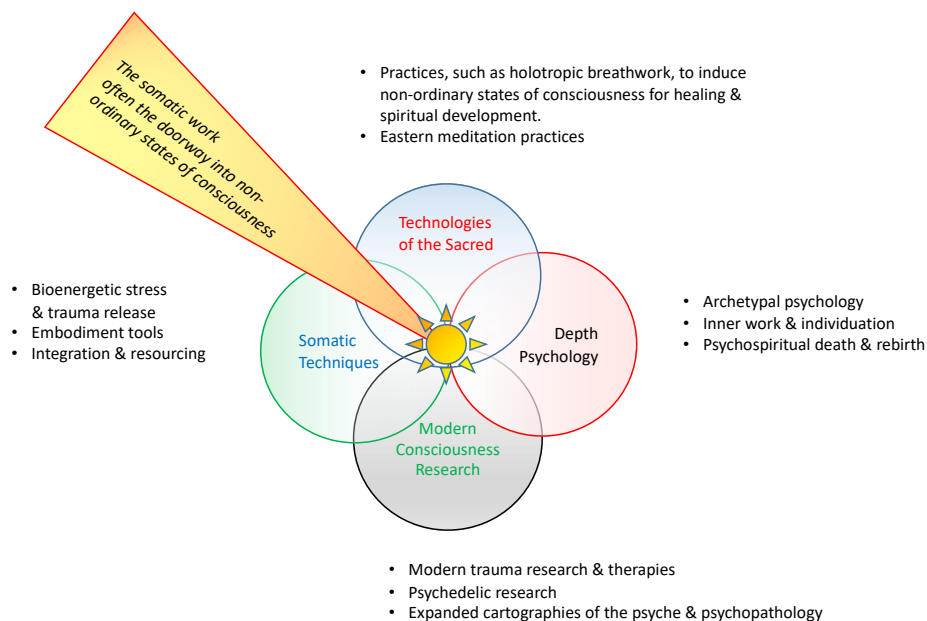 The somatic work
often the doorway into non-
ordinary states of consciousness
• Practices, such as holotropic breathwork, to induce
non-ordinary states of consciousness for healing &
spiritual development.
• Eastern meditation practices
Technologies
of the Sacred
• Bioenergetic stress
& trauma release
• Embodiment tools
• Integration & resourcing
Somatic
Techniques
Depth
Psychology
• Archetypal psychology
• Inner work & individuation
• Psychospiritual death & rebirth
Modern
Consciousness
Research
• Modern trauma research & therapies
• Psychedelic research
• Expanded cartographies of the psyche & psychopathology